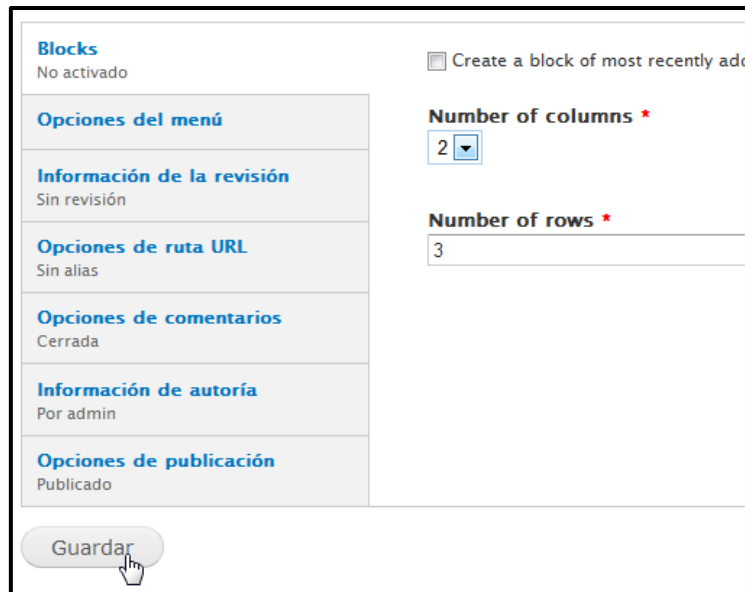 Blocks
No activado
Opciones del menú
Información de la revisión
Sin revisión
Opciones de ruta URL
Sin alias
Opciones de comentarios
Cerrada
Información de autoría
Por admin
Opciones de publicación
Publicado
Create a block of most recently
Number of columns *
2
Number of rows *
3
Guardar